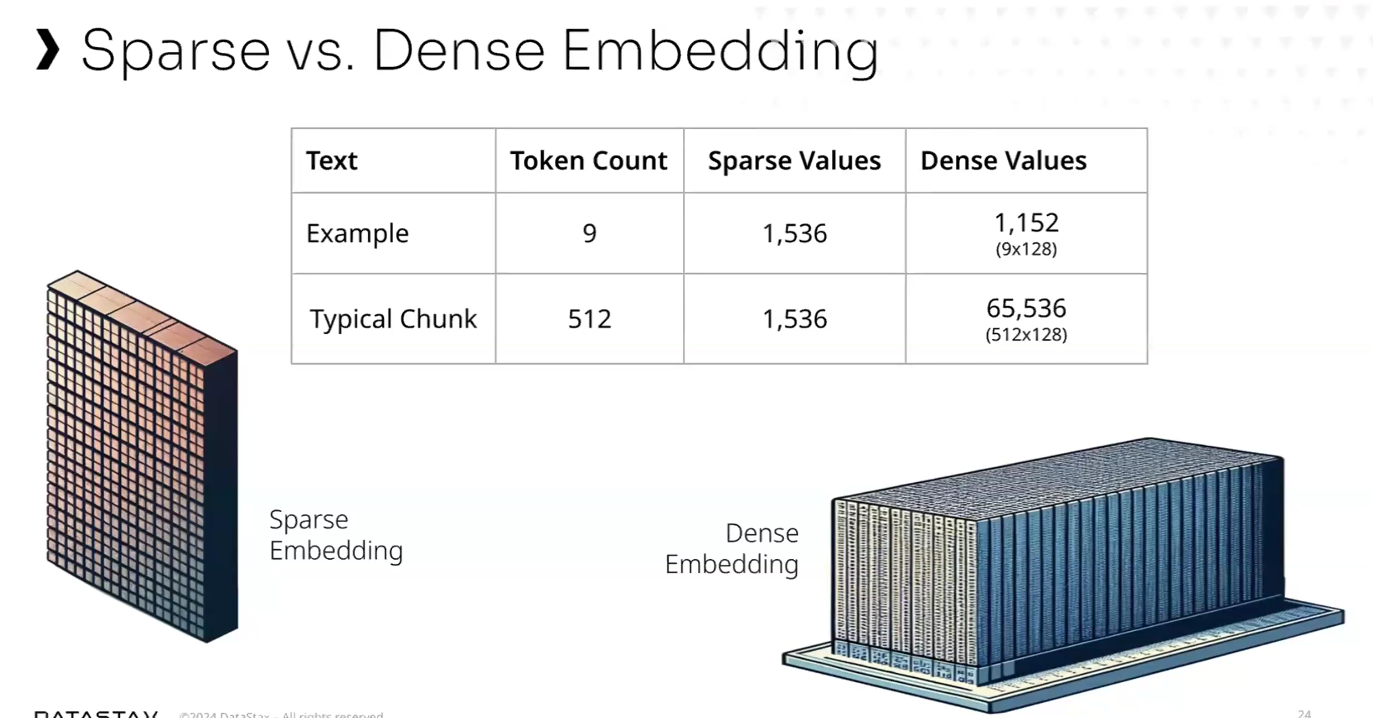 ❯ Sparse vs. Dense Embedding
Text Token Count Sparse Values Dense Values
Example 9 1,536 1,152
(9x128)
Typical Chunk 512 1,536 65,536
(512x128)
Sparse
Embedding
Dense
Embedding
DATASTAX ©2024 DataStax – All rights reserved 24